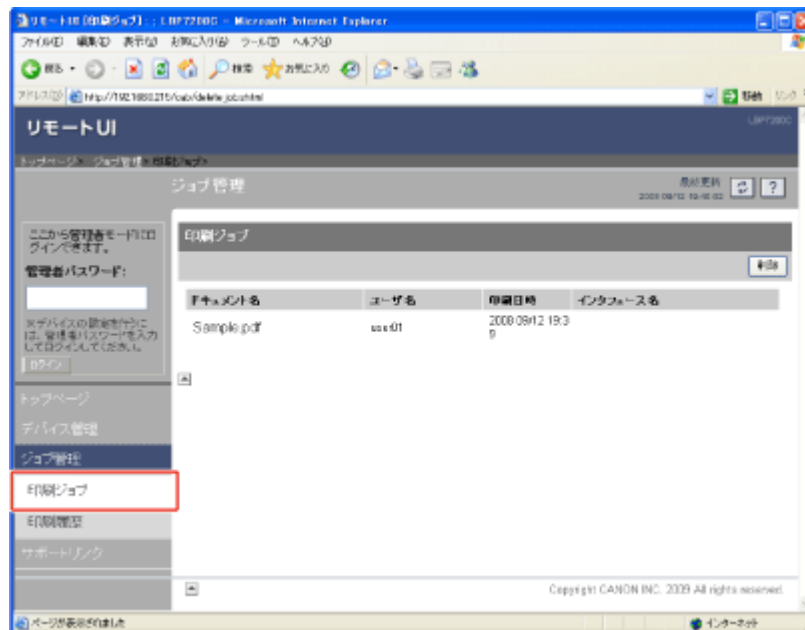 リモートUI [印刷ジョブ] : ; LBP7200C - Microsoft Internet Explorer
ファイル(F) 編集(E) 表示(V) お気に入り(A) ツール(T) ヘルプ(H)
戻る 検索 お気に入り
アドレス(D) 移動 リンク
リモートUI
LBP7200C
トップページ> ジョブ管理> 印刷ジョブ>
ジョブ管理
最終更新
?
ここから管理者モードにロ
グインできます。
管理者パスワード:
※デバイスの設定を行うに
は、管理者パスワードを入力
してログインしてください。
ログイン
トップページ
デバイス管理
ジョブ管理
印刷ジョブ
印刷履歴
サポートリンク
印刷ジョブ
削除
ドキュメント名 ユーザ名 印刷日時 インタフェース名
Sample.pdf user01 2008 09/12 19:3
9
Copyright CANON INC. 2009 All rights reserved.
ページが表示されました インターネット